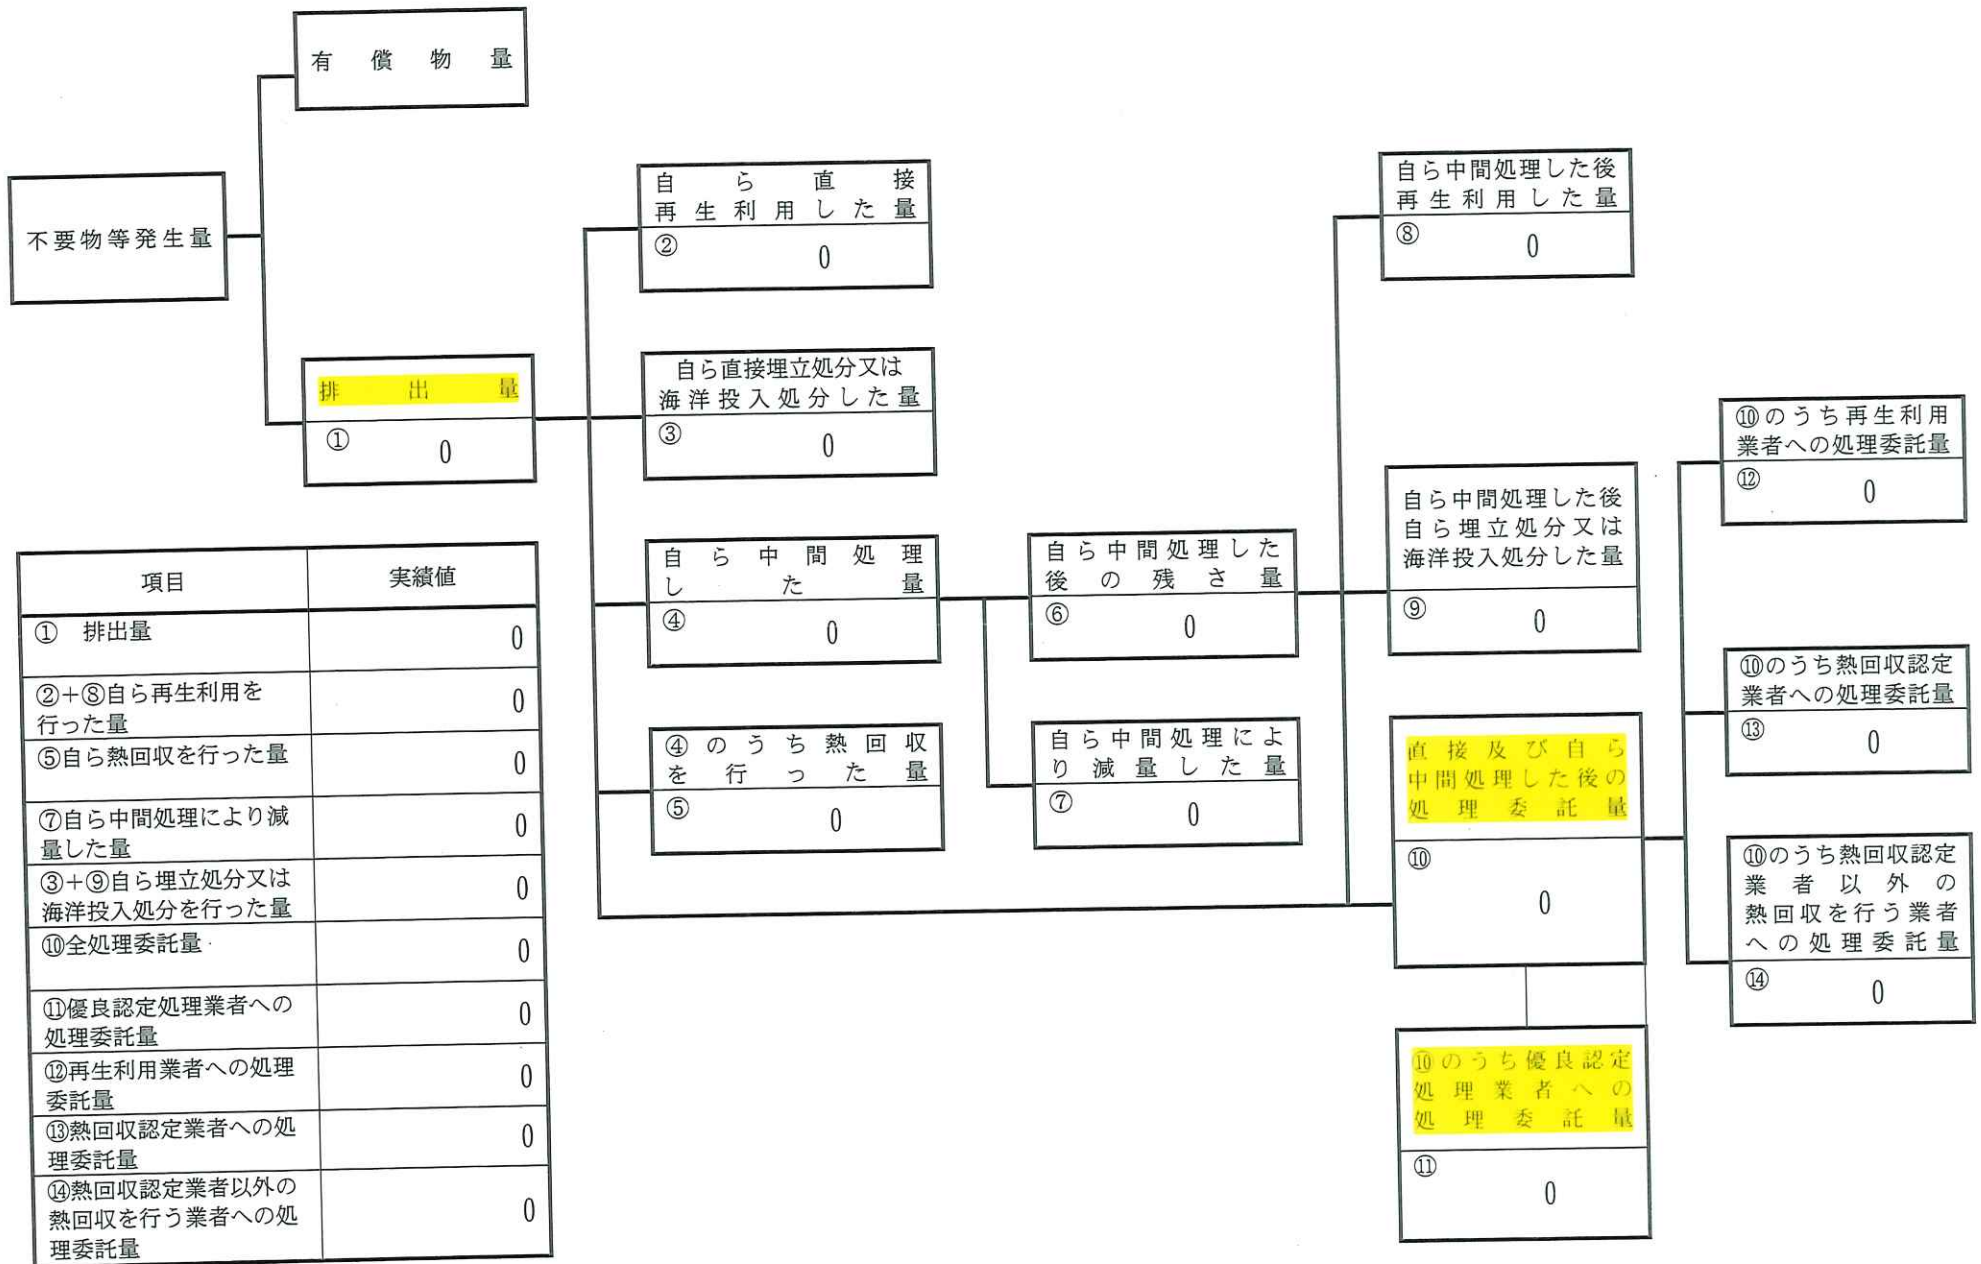 有償物量
不要物等発生量
排出量
①
0
自ら直接
再生利用した量
②
0
自ら直接埋立処分又は
海洋投入処分した量
③
0
自ら中間処理
した量
④
0
④のうち熱回収
を行った量
⑤
0
自ら中間処理した
後の残さ量
⑥
0
自ら中間処理によ
り減量した量
⑦
0
自ら中間処理した後
再生利用した量
⑧
0
自ら中間処理した後
自ら埋立処分又は
海洋投入処分した量
⑨
0
直接及び自ら
中間処理した後の
処理委託量
⑩
0
⑩のうち優良認定
処理業者への
処理委託量
⑪
0
⑩のうち再生利用
業者への処理委託量
⑫
0
⑩のうち熱回収認定
業者への処理委託量
⑬
0
⑩のうち熱回収認定
業者以外の
熱回収を行う業者
への処理委託量
⑭
0
項目 実績値
① 排出量 0
②+⑧自ら再生利用を
行った量 0
⑤自ら熱回収を行った量 0
⑦自ら中間処理により減
量した量 0
③+⑨自ら埋立処分又は
海洋投入処分を行った量 0
⑩全処理委託量 0
⑪優良認定処理業者への
処理委託量 0
⑫再生利用業者への処理
委託量 0
⑬熱回収認定業者への処
理委託量 0
⑭熱回収認定業者以外の
熱回収を行う業者への処
理委託量 0